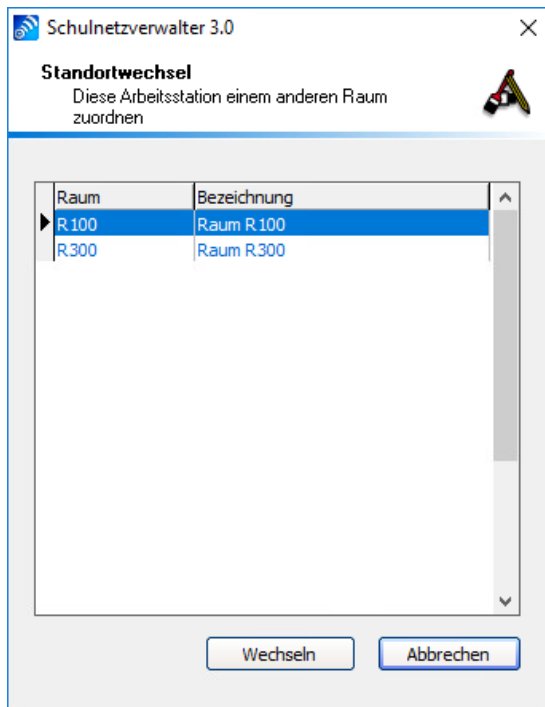 Schulnetzverwalter 3.0
Standortwechsel
Diese Arbeitsstation einem anderen Raum
zuordnen
Raum Bezeichnung
R100 Raum R100
R300 Raum R300
Wechseln Abbrechen